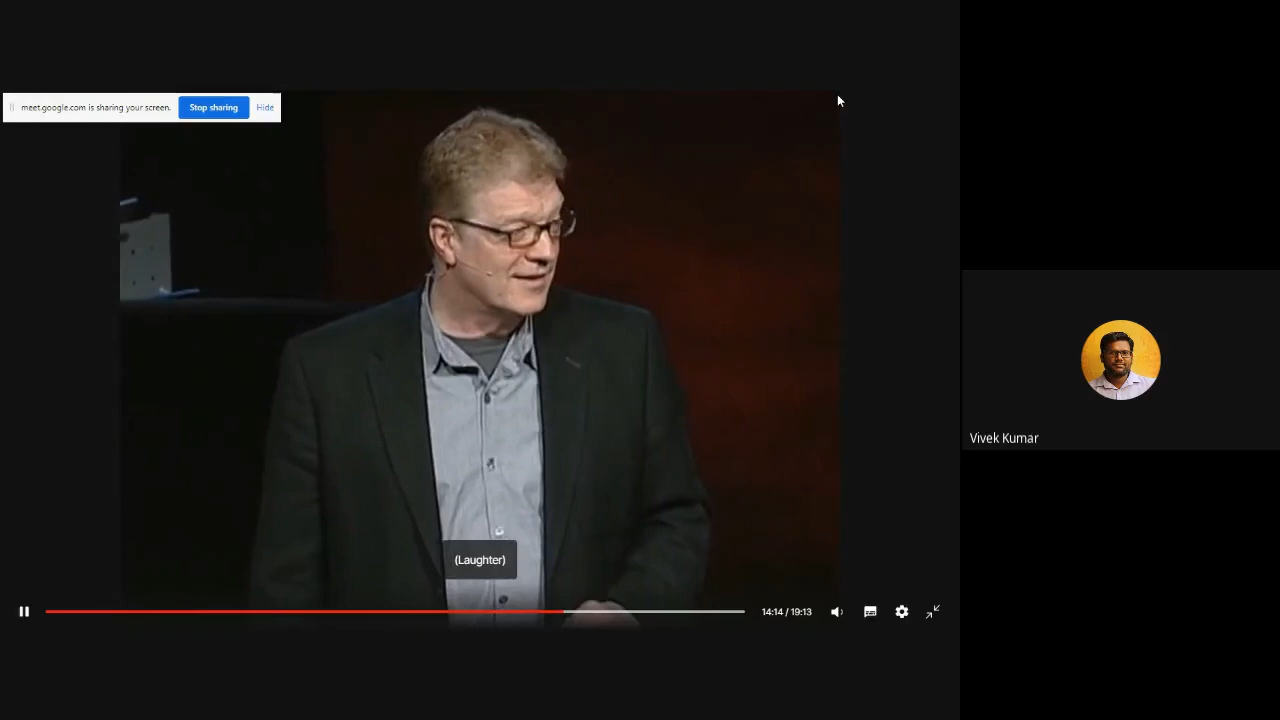 meet.google.com is sharing your screen. Stop sharing Hide
(Laughter)
14:14 / 19:13
Vivek Kumar